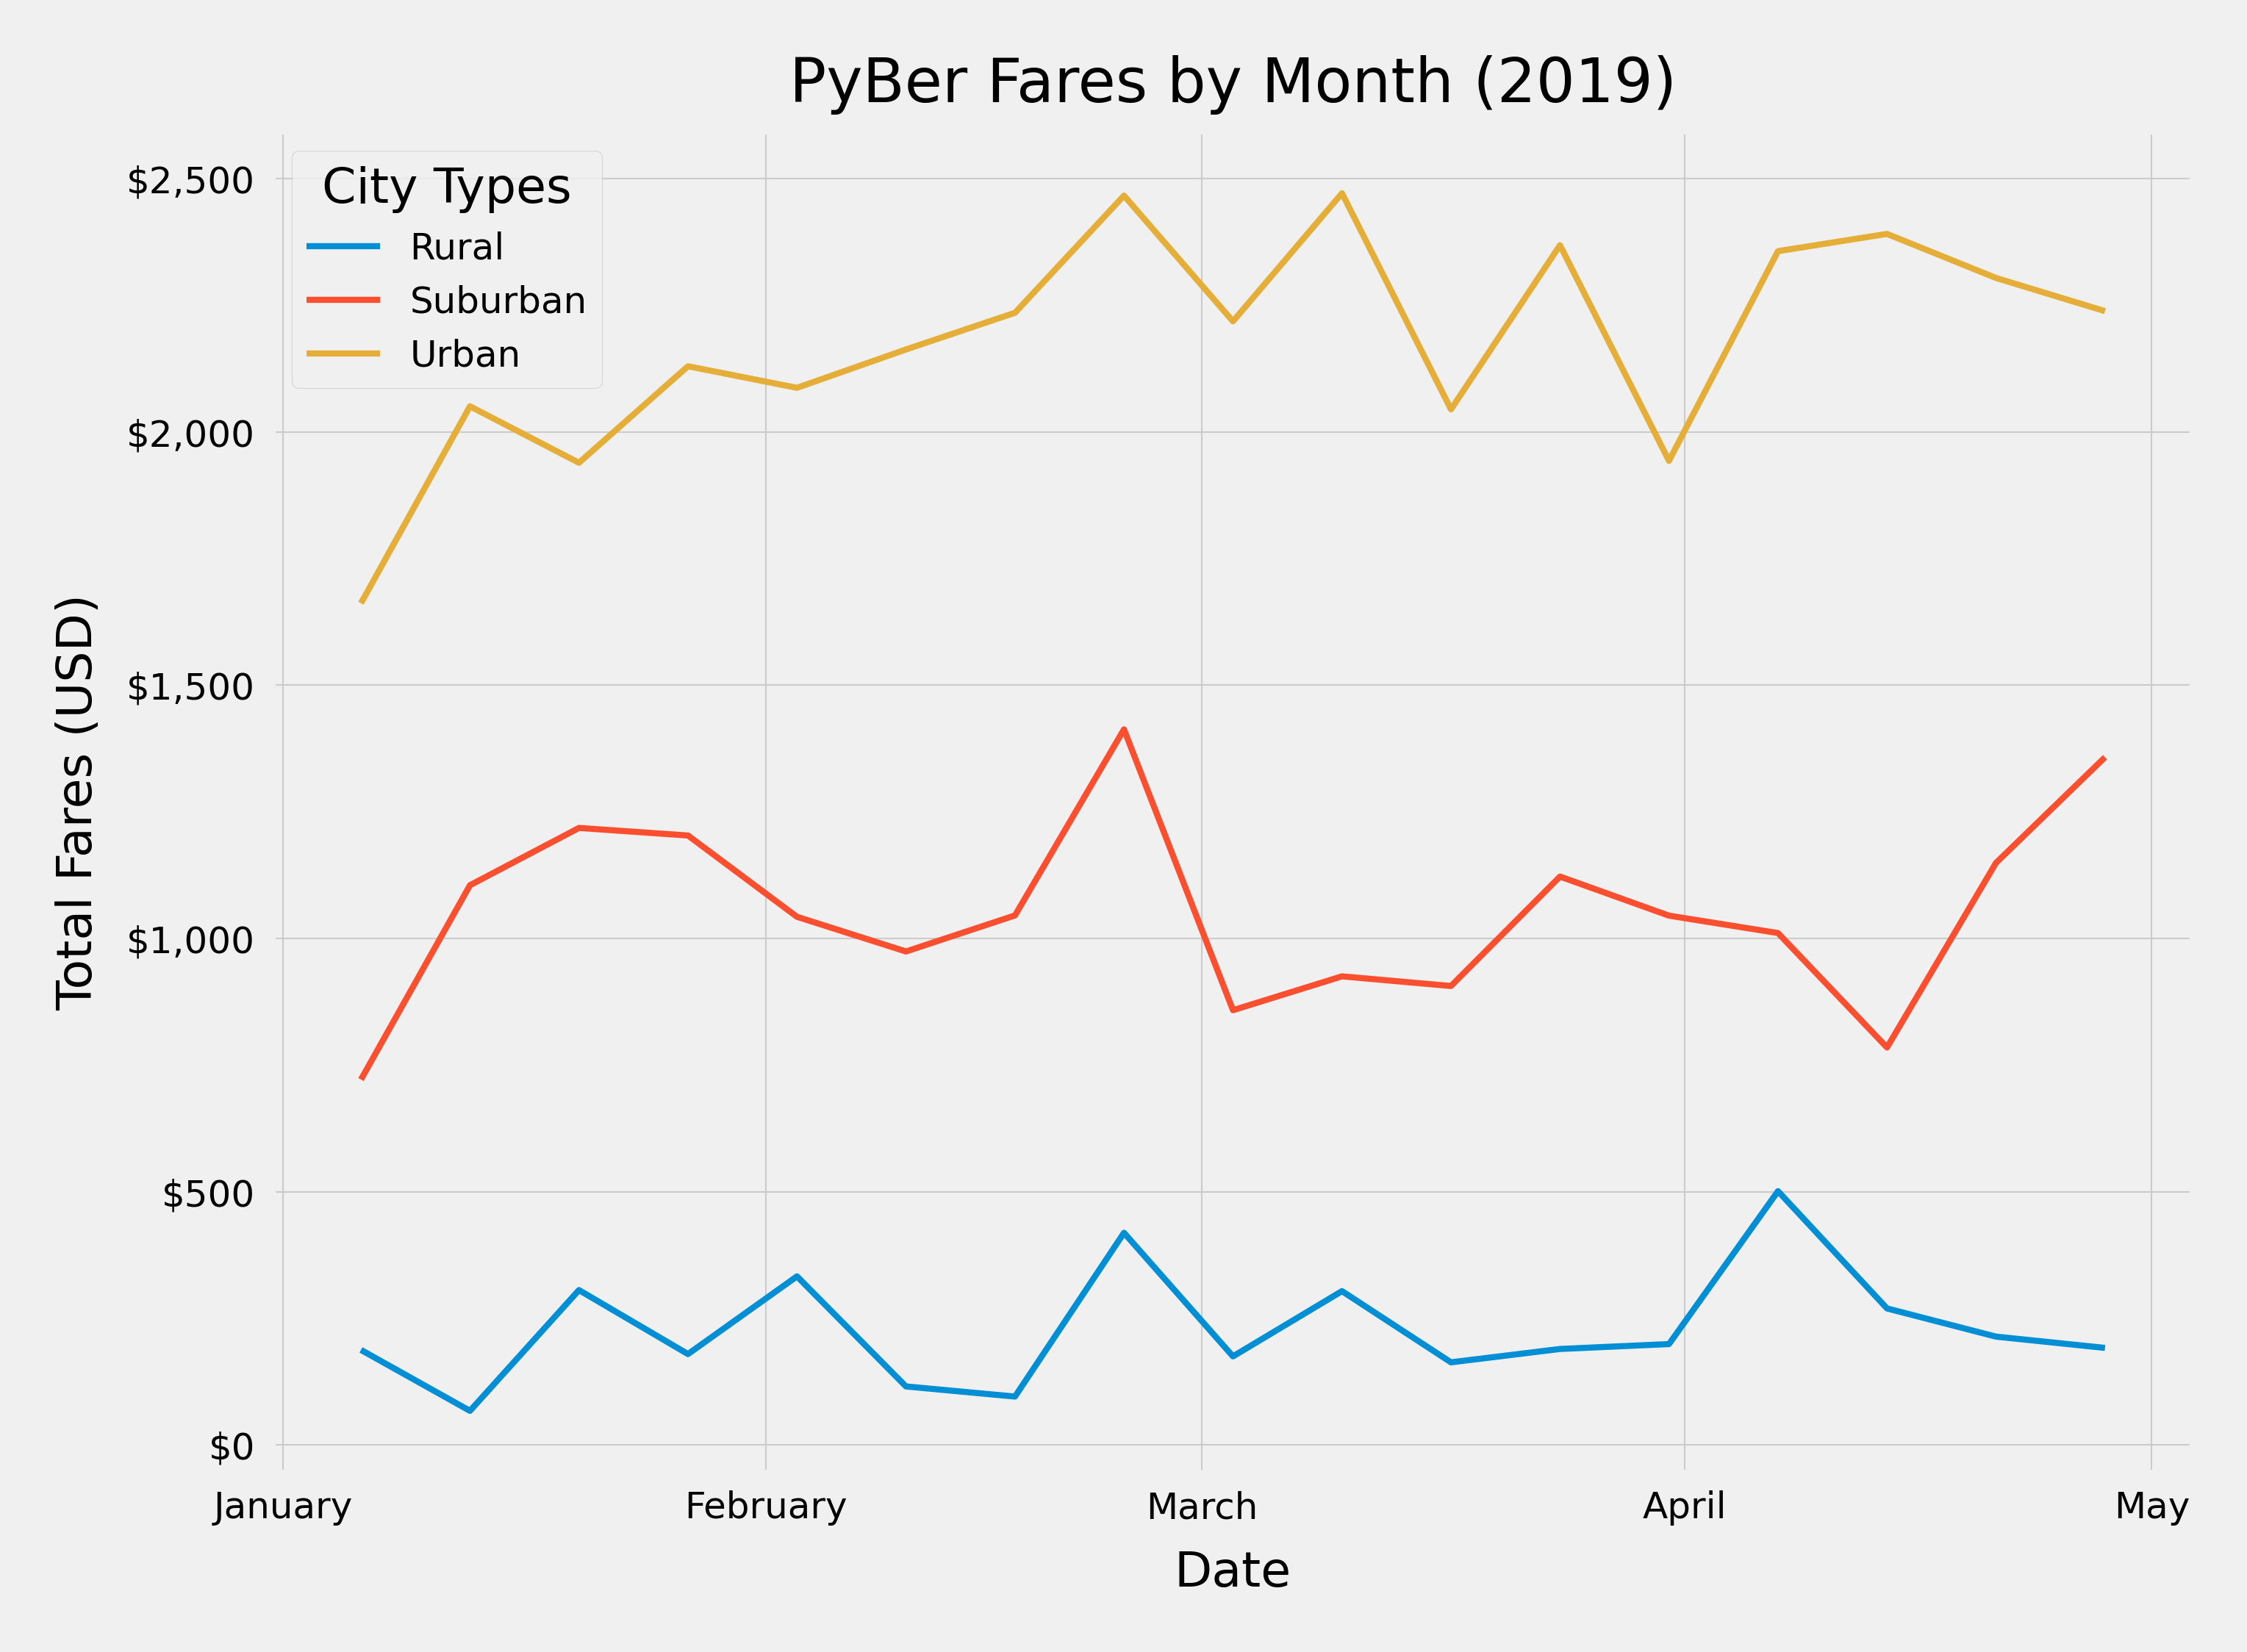 PyBer Fares by Month (2019)
City Types
Rural
Suburban
Urban
Total Fares (USD)
$2,500
$2,000
$1,500
$1,000
$500
$0
January
February
March
April
May
Date